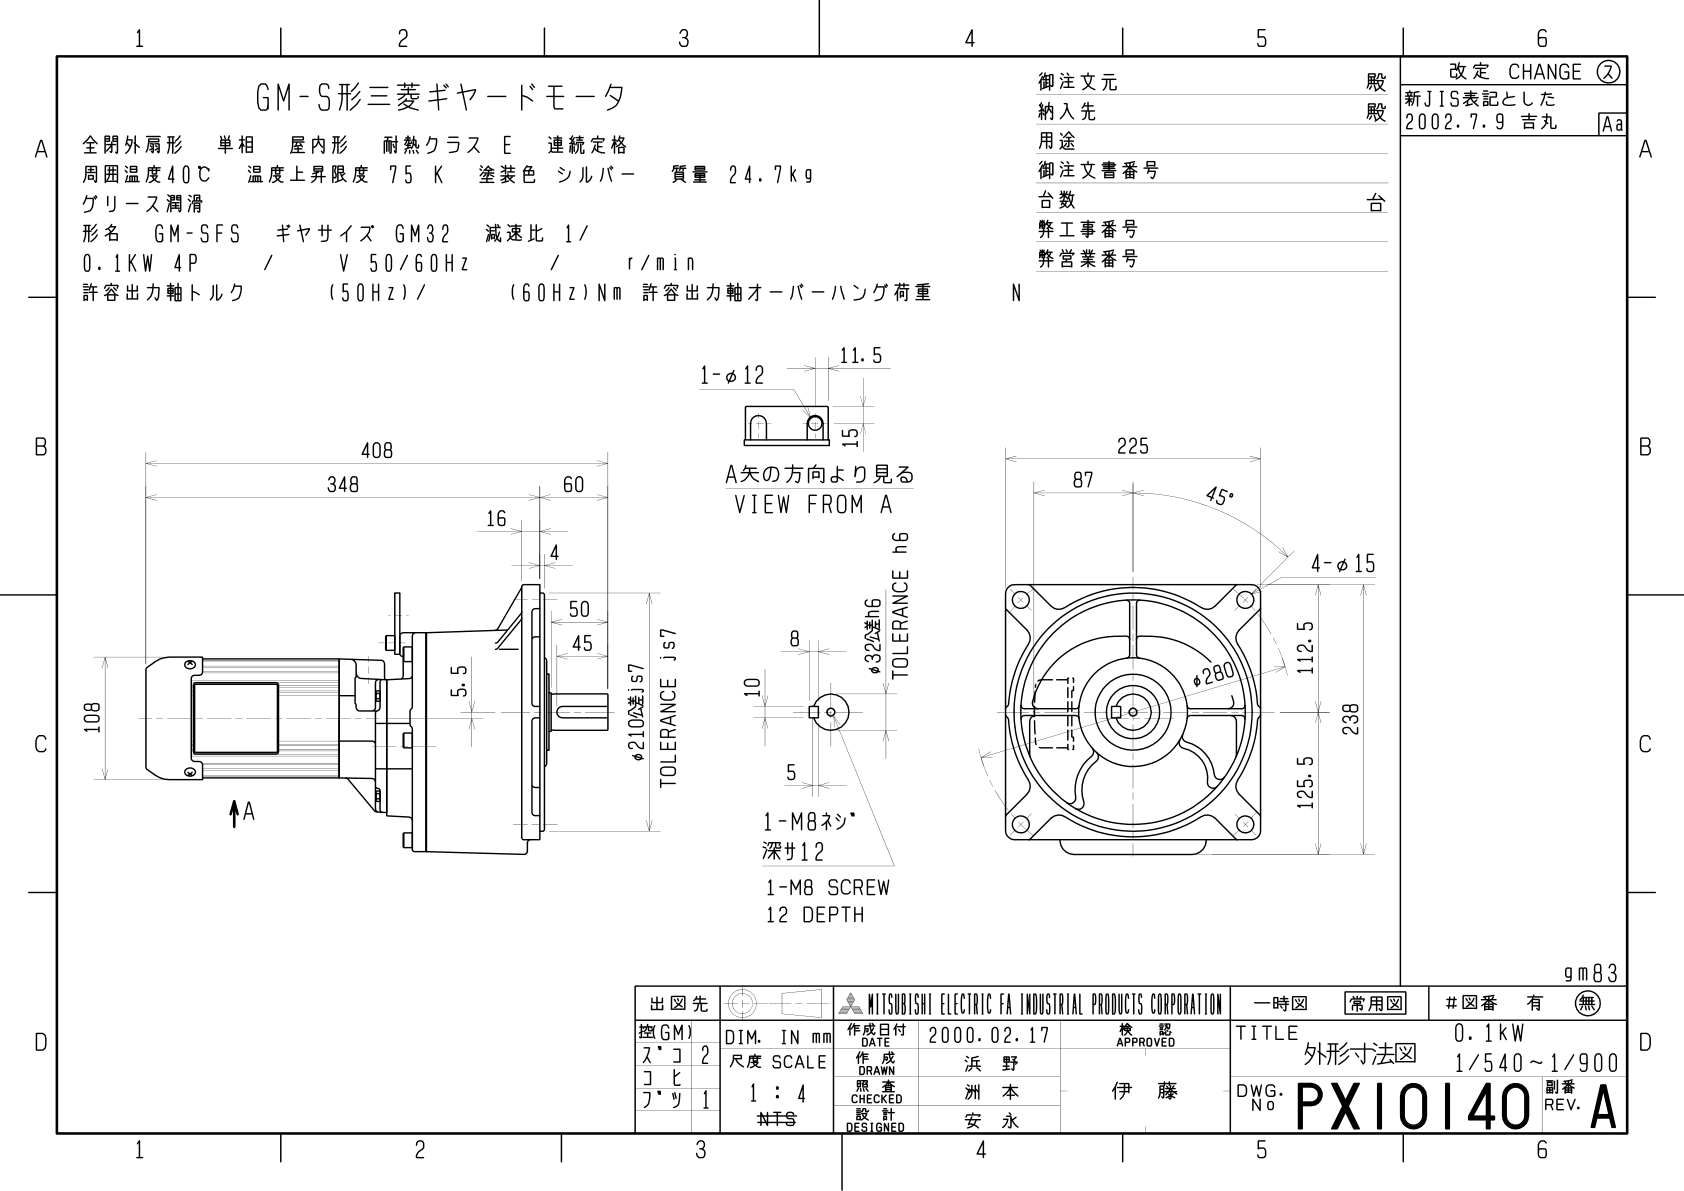 1 2 3 4 5 6
A
B
C
D
GM-S形三菱ギヤードモータ
全閉外扇形 単相 屋内形 耐熱クラス E 連続定格
周囲温度40℃ 温度上昇限度 75 K 塗装色 シルバー 質量 24.7kg
グリース潤滑
形名 GM-SFS ギヤサイズ GM32 減速比 1/
0.1KW 4P / V 50/60Hz / r/min
許容出力軸トルク (50Hz)/ (60Hz)Nm 許容出力軸オーバーハング荷重 N
御注文元 殿
納入先 殿
用途
御注文書番号
台数 台
弊工事番号
弊営業番号
改定 CHANGE ス
新JIS表記とした
2002.7.9 吉丸 Aa
A
B
C
D
11.5
1-φ12
15
A矢の方向より見る
VIEW FROM A
408
348
60
16
4
50
45
5.5
108
φ210公差js7
TOLERANCE js7
A
8
10
5
φ32公差h6
TOLERANCE h6
1-M8ネジ
深サ12
1-M8 SCREW
12 DEPTH
225
87
45°
4-φ15
φ280
112.5
125.5
238
gm83
出図先
控(GM)
スﾞコ 2
コヒ
フﾞツ 1
DIM. IN mm
尺度 SCALE
1 : 4
NTS
MITSUBISHI ELECTRIC FA INDUSTRIAL PRODUCTS CORPORATION
作成日付
DATE
2000.02.17
作成
DRAWN
浜野
照査
CHECKED
洲本
設計
DESIGNED
安永
検認
APPROVED
伊藤
一時図 常用図 #図番 有 無
TITLE
外形寸法図
0.1kW
1/540~1/900
DWG.
No
PX10140
副番
REV.
A
1 2 3 4 5 6